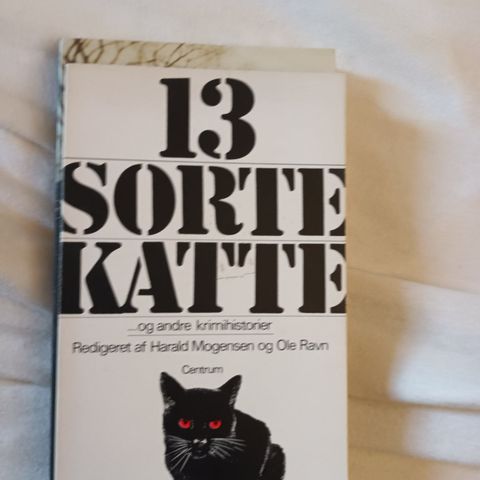 13
SORTE
KATTE
...og andre krimihistorier
Redigeret af Harald Mogensen og Ole Ravn
Centrum